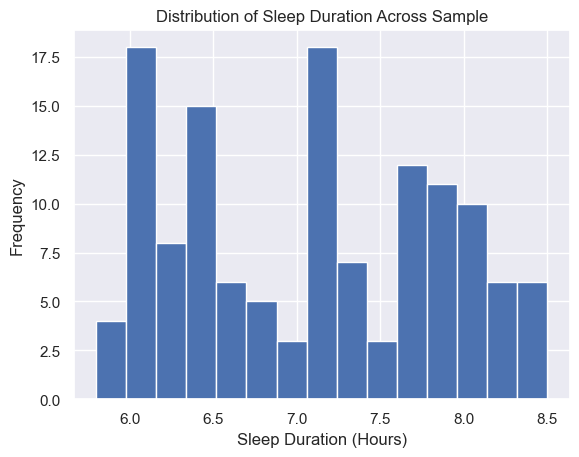 Distribution of Sleep Duration Across Sample
17.5
15.0
12.5
10.0
7.5
5.0
2.5
0.0
Frequency
6.0 6.5 7.0 7.5 8.0 8.5
Sleep Duration (Hours)